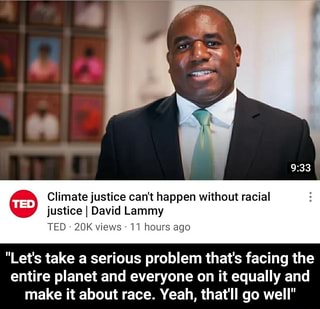 9:33
TED
Climate justice can't happen without racial
justice | David Lammy
TED · 20K views · 11 hours ago
"Let's take a serious problem that's facing the
entire planet and everyone on it equally and
make it about race. Yeah, that'll go well"